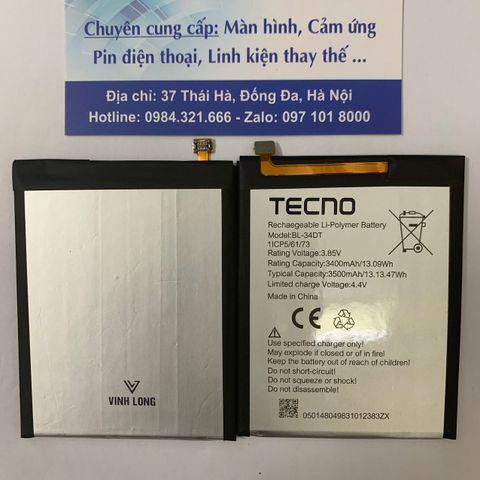 Chuyên cung cấp: Màn hình, Cảm ứng
Pin điện thoại, Linh kiện thay thế ...
Địa chỉ: 37 Thái Hà, Đống Đa, Hà Nội
Hotline: 0984.321.666 - Zalo: 097 101 8000
VINH LONG
TECNO
Rechaegeable Li-Polymer Battery
Model:BL-34DT
1ICP5/61/73
Rating Voltage:3.85V
Rating Capacity:3400mAh/13.09Wh
Typical Capacity:3500mAh/13.13.47Wh
Limited charge Voltage:4.4V
Made in China
CE
Use specified charger only!
May explode if closed or of in fire!
Keep battery out of reach of children!
Do not short-circuit!
Do not squeeze/soak/strike!
Do not disassemble!
050148049831012383ZX